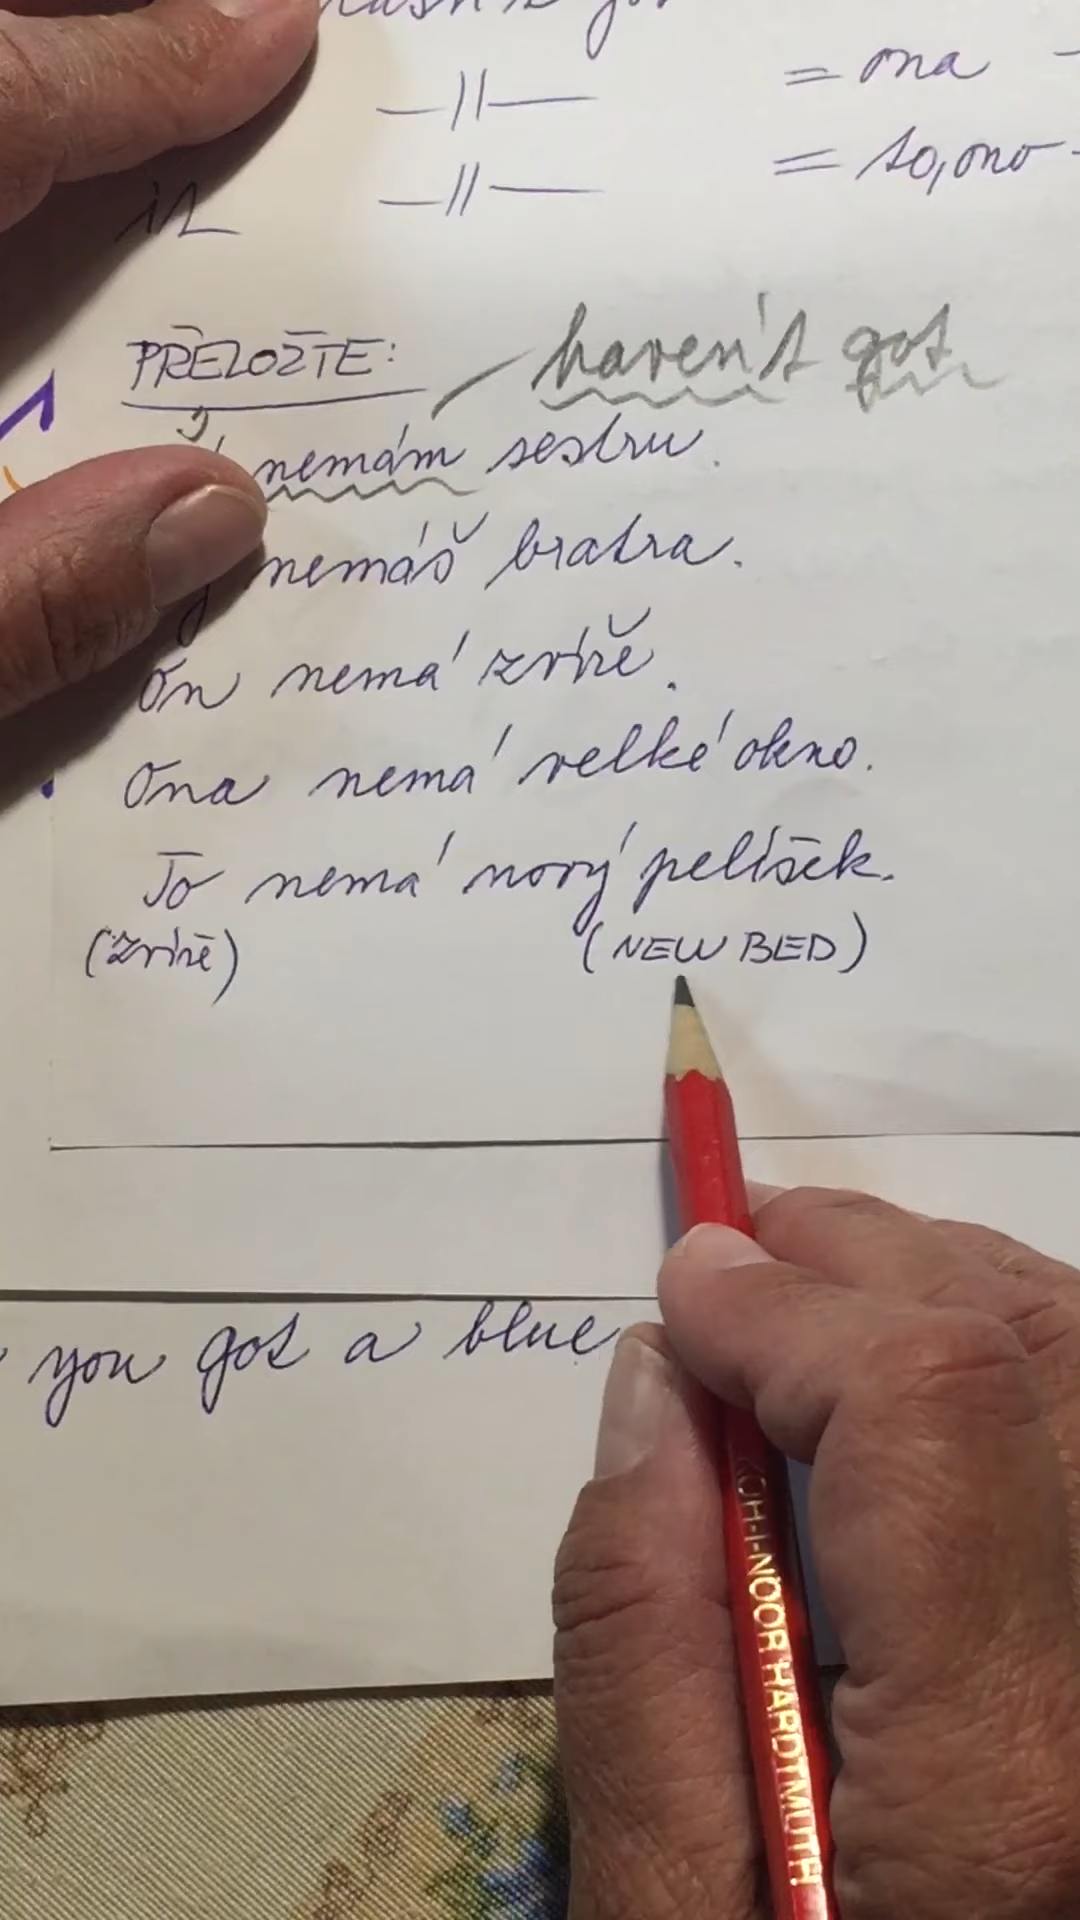 = ona
it = to, ono
PŘELOŽTE: haven't got
nemám sestru.
nemáš bratra.
On nemá zvíře.
Ona nemá velké okno.
To nemá nový pelíšek.
(zvíře) (NEW BED)
you got a blue
KOH-I-NOOR HARDTMUTH